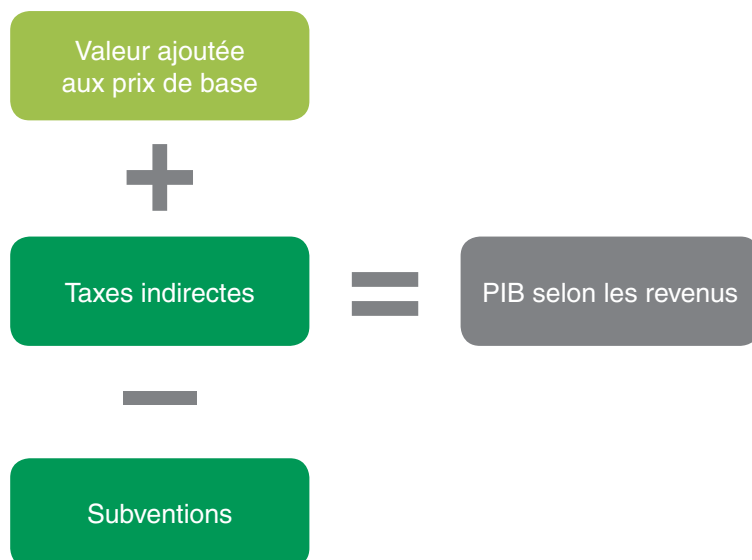 Valeur ajoutée
aux prix de base
+
Taxes indirectes
=
PIB selon les revenus
−
Subventions